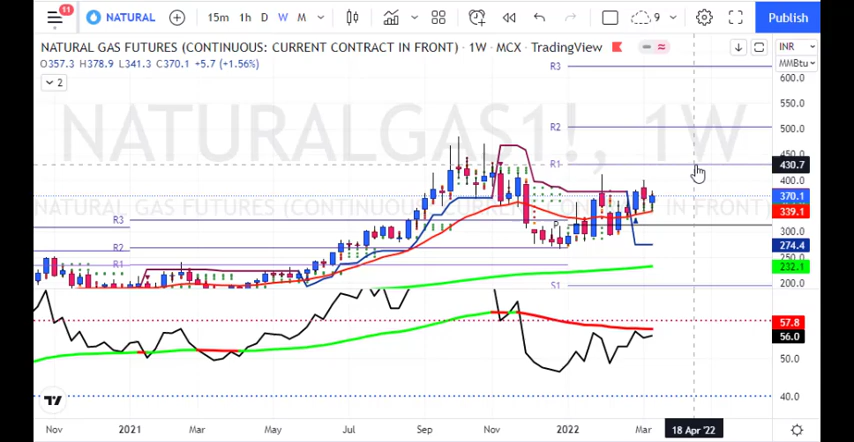 11
NATURAL
15m 1h D W M
9
Publish
NATURAL GAS FUTURES (CONTINUOUS: CURRENT CONTRACT IN FRONT) · 1W · MCX · TradingView
INR
MMBtu
O357.3 H378.9 L341.3 C370.1 +5.7 (+1.56%)
2
NATURALGAS1!, 1W
NATURAL GAS FUTURES (CONTINUOUS: CURRENT CONTRACT IN FRONT)
R3
600.0
550.0
R2
500.0
450.0
R1
430.7
400.0
370.1
339.1
R3
P
300.0
R2
274.4
250.0
R1
232.1
S1
200.0
57.8
56.0
50.0
40.0
Nov 2021 Mar May Jul Sep Nov 2022 Mar 18 Apr '22